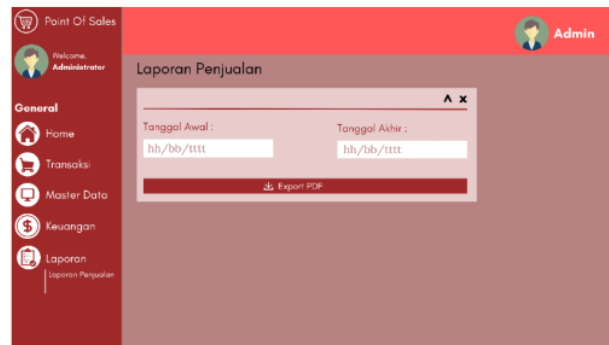 Point Of Sales
Admin
Welcome,
Administrator
Laporan Penjualan
General
Home
Transaksi
Master Data
Keuangan
Laporan
Laporan Penjualan
^ x
Tanggal Awal :
Tanggal Akhir :
hh/bb/tttt
hh/bb/tttt
Export PDF